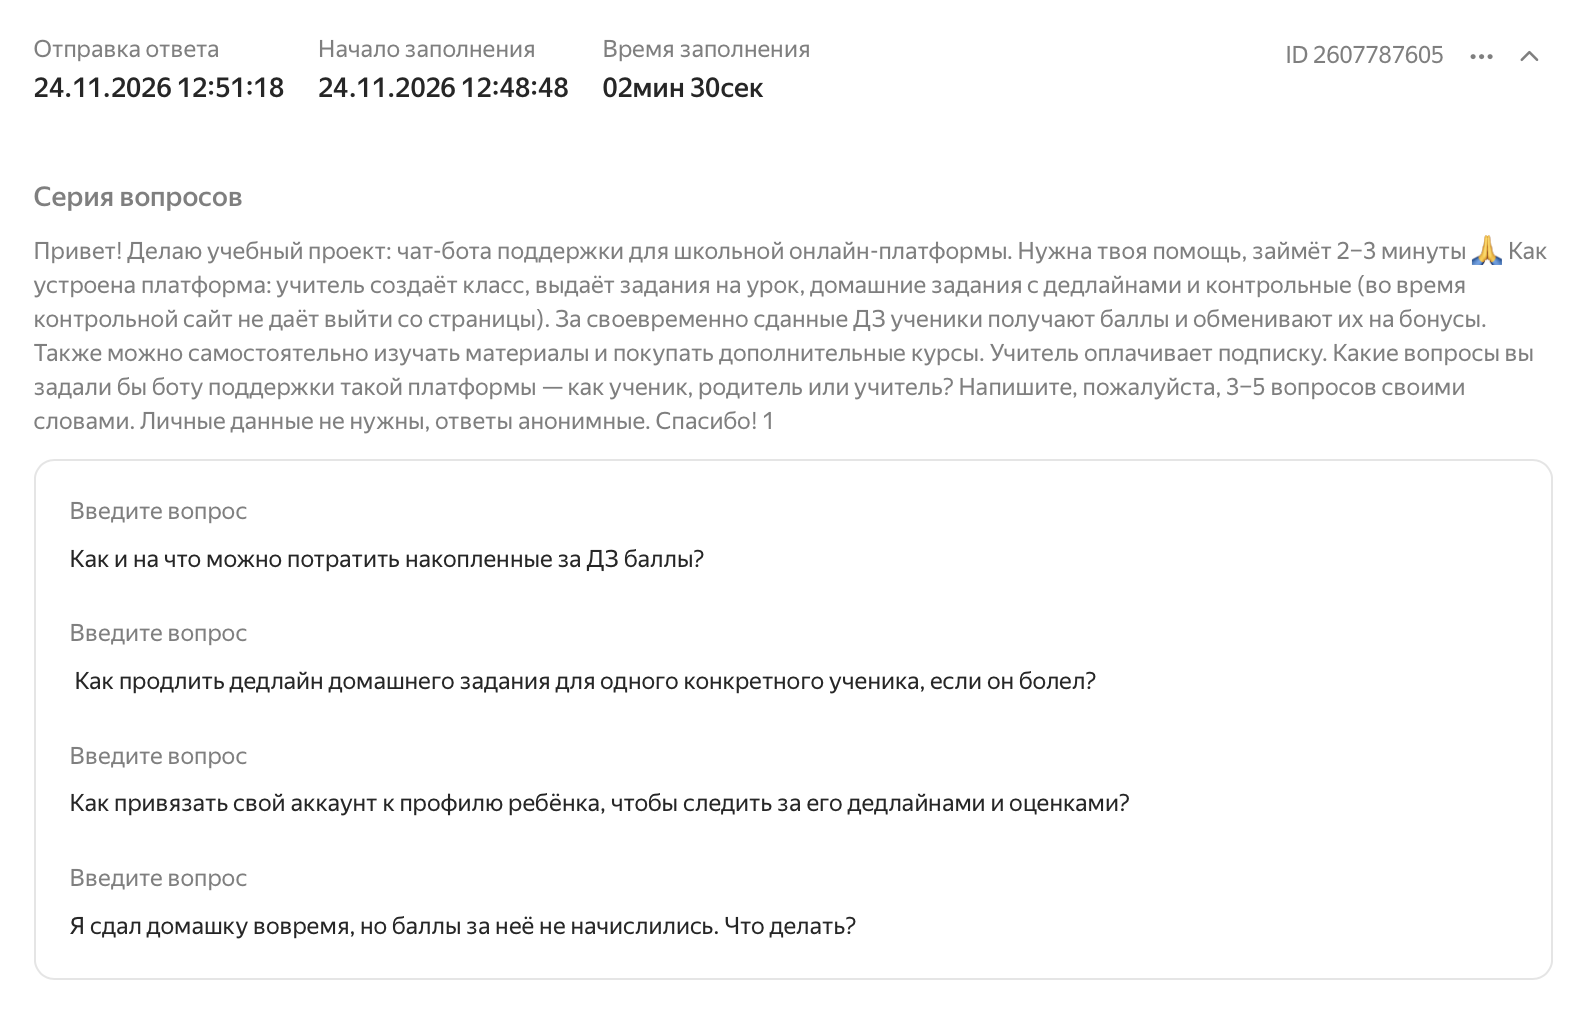 Отправка ответа Начало заполнения Время заполнения ID 2607787605 ···
24.11.2026 12:51:18 24.11.2026 12:48:48 02мин 30сек
Серия вопросов
Привет! Делаю учебный проект: чат-бота поддержки для школьной онлайн-платформы. Нужна твоя помощь, займёт 2–3 минуты 🙏 Как
устроена платформа: учитель создаёт класс, выдаёт задания на урок, домашние задания с дедлайнами и контрольные (во время
контрольной сайт не даёт выйти со страницы). За своевременно сданные ДЗ ученики получают баллы и обменивают их на бонусы.
Также можно самостоятельно изучать материалы и покупать дополнительные курсы. Учитель оплачивает подписку. Какие вопросы вы
задали бы боту поддержки такой платформы — как ученик, родитель или учитель? Напишите, пожалуйста, 3–5 вопросов своими
словами. Личные данные не нужны, ответы анонимные. Спасибо! 1
Введите вопрос
Как и на что можно потратить накопленные за ДЗ баллы?
Введите вопрос
Как продлить дедлайн домашнего задания для одного конкретного ученика, если он болел?
Введите вопрос
Как привязать свой аккаунт к профилю ребёнка, чтобы следить за его дедлайнами и оценками?
Введите вопрос
Я сдал домашку вовремя, но баллы за неё не начислились. Что делать?